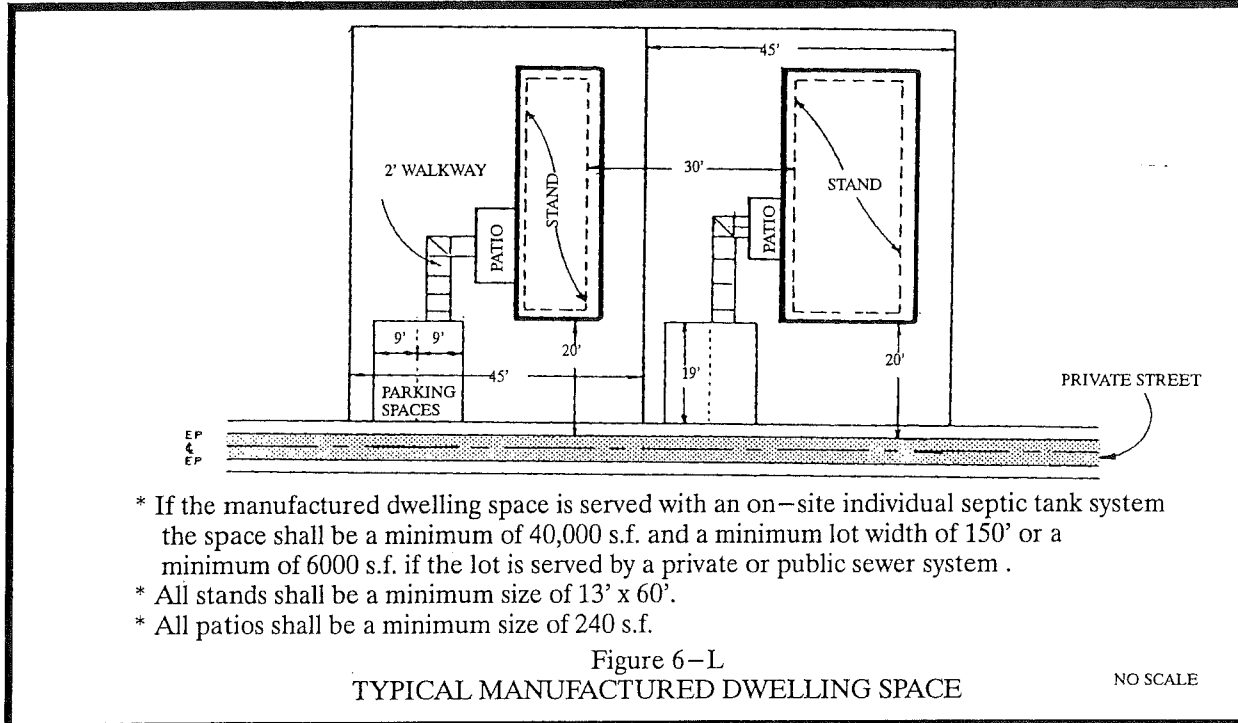 45'
2' WALKWAY
30'
STAND
STAND
PATIO
PATIO
9' 9'
20'
19'
20'
45'
PARKING
SPACES
PRIVATE STREET
EP
℄
EP
* If the manufactured dwelling space is served with an on-site individual septic tank system
the space shall be a minimum of 40,000 s.f. and a minimum lot width of 150' or a
minimum of 6000 s.f. if the lot is served by a private or public sewer system .
* All stands shall be a minimum size of 13' x 60'.
* All patios shall be a minimum size of 240 s.f.
Figure 6-L
TYPICAL MANUFACTURED DWELLING SPACE
NO SCALE